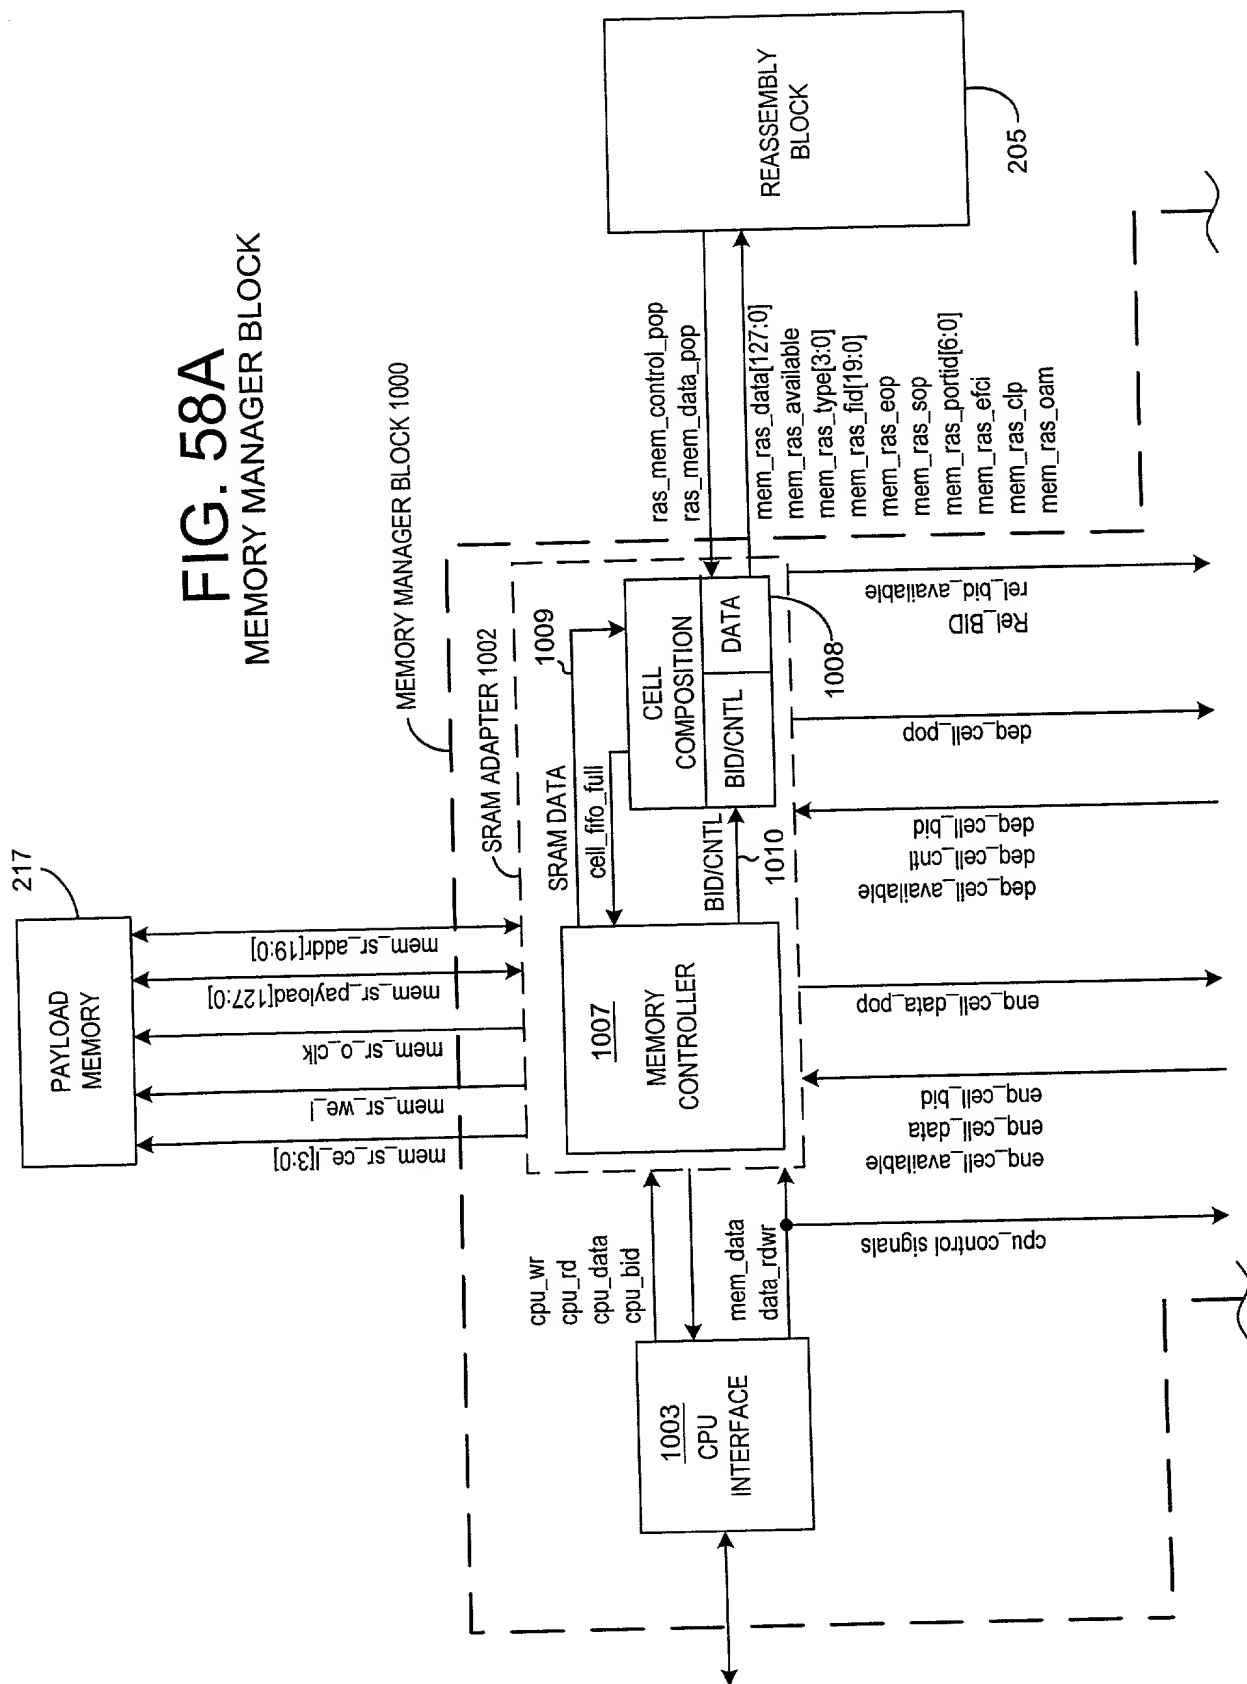 FIG. 58A
MEMORY MANAGER BLOCK
217
PAYLOAD
MEMORY
mem_sr_ce_l[3:0]
mem_sr_we_l
mem_sr_o_clk
mem_sr_payload[127:0]
mem_sr_addr[19:0]
MEMORY MANAGER BLOCK 1000
SRAM ADAPTER 1002
SRAM DATA
1009
cell_fifo_full
1007
MEMORY
CONTROLLER
BID/CNTL
1010
CELL
COMPOSITION
BID/CNTL
DATA
1008
cpu_wr
cpu_rd
cpu_data
cpu_bid
mem_data
data_rdwr
1003
CPU
INTERFACE
ras_mem_control_pop
ras_mem_data_pop
mem_ras_data[127:0]
mem_ras_available
mem_ras_type[3:0]
mem_ras_fid[19:0]
mem_ras_eop
mem_ras_sop
mem_ras_portid[6:0]
mem_ras_efci
mem_ras_clp
mem_ras_oam
REASSEMBLY
BLOCK
205
cpu_control signals
enq_cell_available
enq_cell_data
enq_cell_bid
enq_cell_data_pop
deq_cell_available
deq_cell_cntl
deq_cell_bid
deq_cell_pop
Rel_BID
rel_bid_available